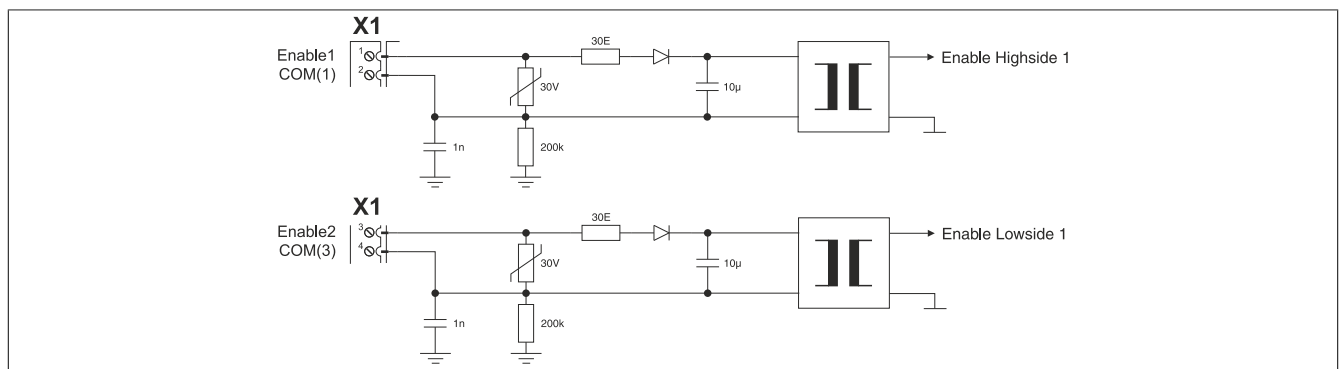 X1
30E
Enable1 1
COM(1) 2
Enable Highside 1
30V
10µ
1n
200k
X1
30E
Enable2 3
COM(3) 4
Enable Lowside 1
30V
10µ
1n
200k